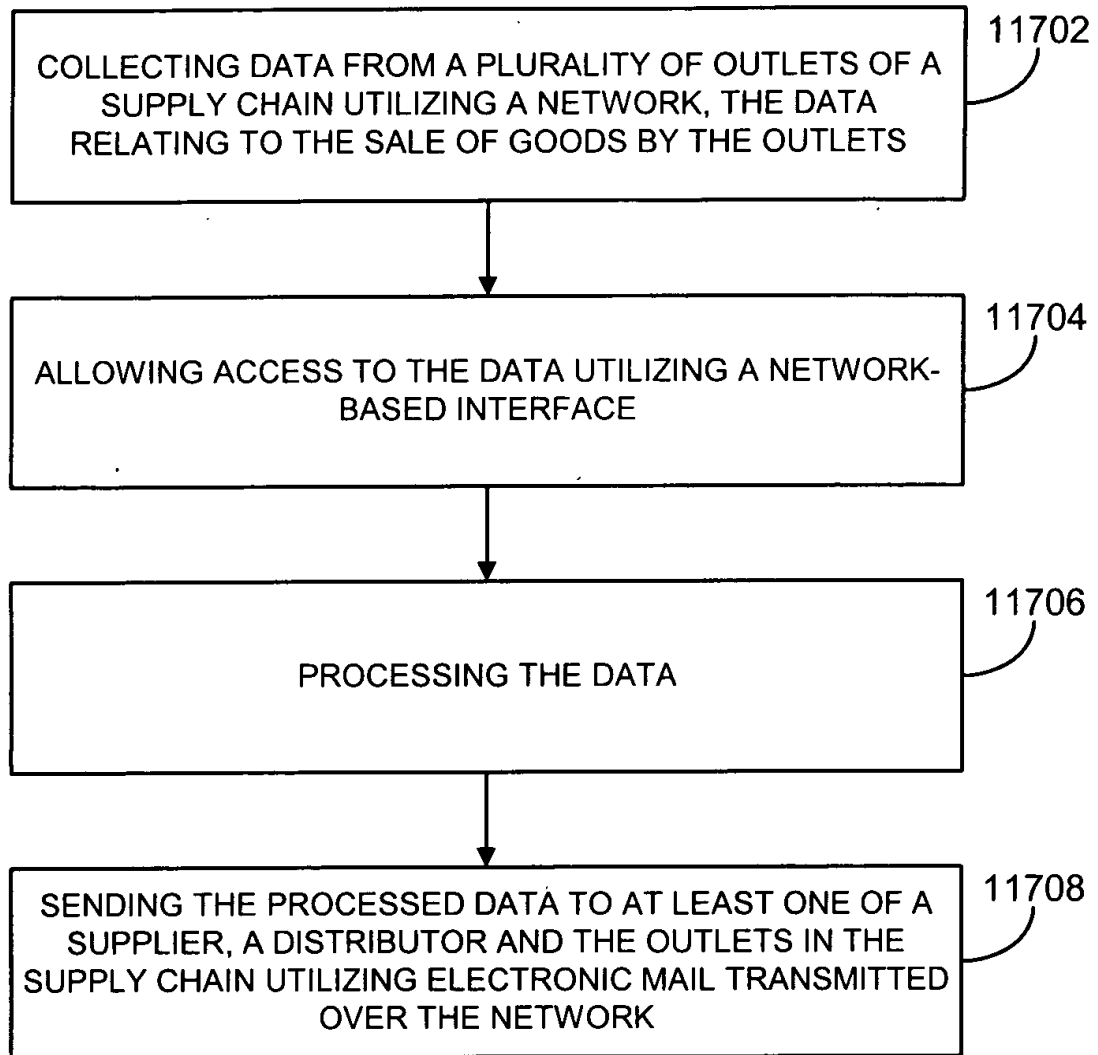 11702
COLLECTING DATA FROM A PLURALITY OF OUTLETS OF A
SUPPLY CHAIN UTILIZING A NETWORK, THE DATA
RELATING TO THE SALE OF GOODS BY THE OUTLETS
11704
ALLOWING ACCESS TO THE DATA UTILIZING A NETWORK-
BASED INTERFACE
11706
PROCESSING THE DATA
11708
SENDING THE PROCESSED DATA TO AT LEAST ONE OF A
SUPPLIER, A DISTRIBUTOR AND THE OUTLETS IN THE
SUPPLY CHAIN UTILIZING ELECTRONIC MAIL TRANSMITTED
OVER THE NETWORK